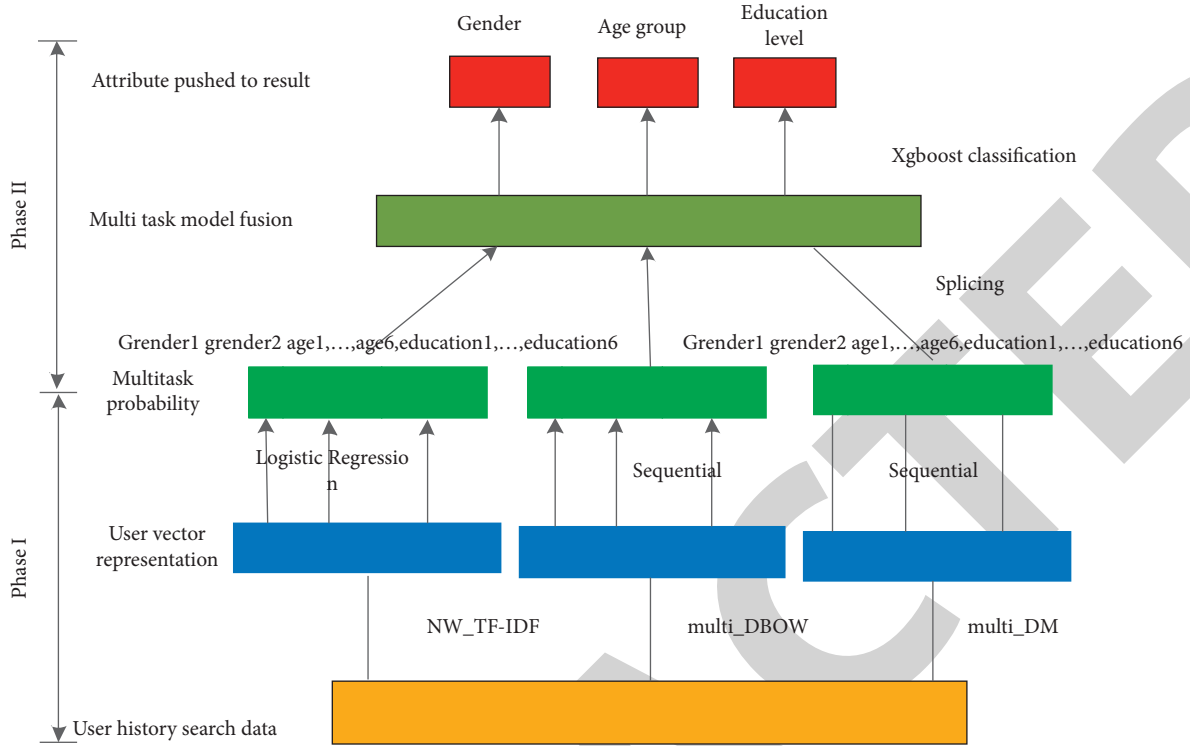 Gender
Age group
Education
level
Attribute pushed to result
Xgboost classification
Phase II
Multi task model fusion
Splicing
Grender1 grender2 age1,...,age6,education1,...,education6
Grender1 grender2 age1,...,age6,education1,...,education6
Multitask
probability
Logistic Regressio
n
Sequential
Sequential
User vector
representation
Phase I
NW_TF-IDF
multi_DBOW
multi_DM
User history search data